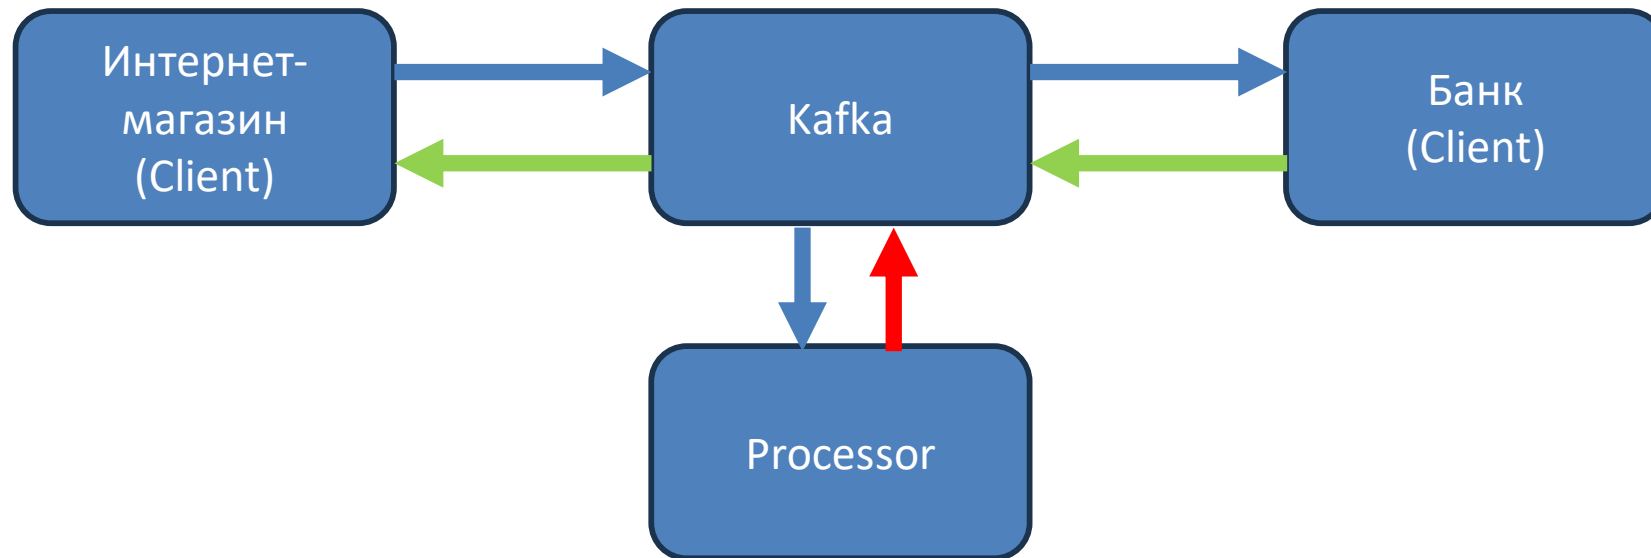 Интернет-
магазин
(Client)
Kafka
Банк
(Client)
Processor